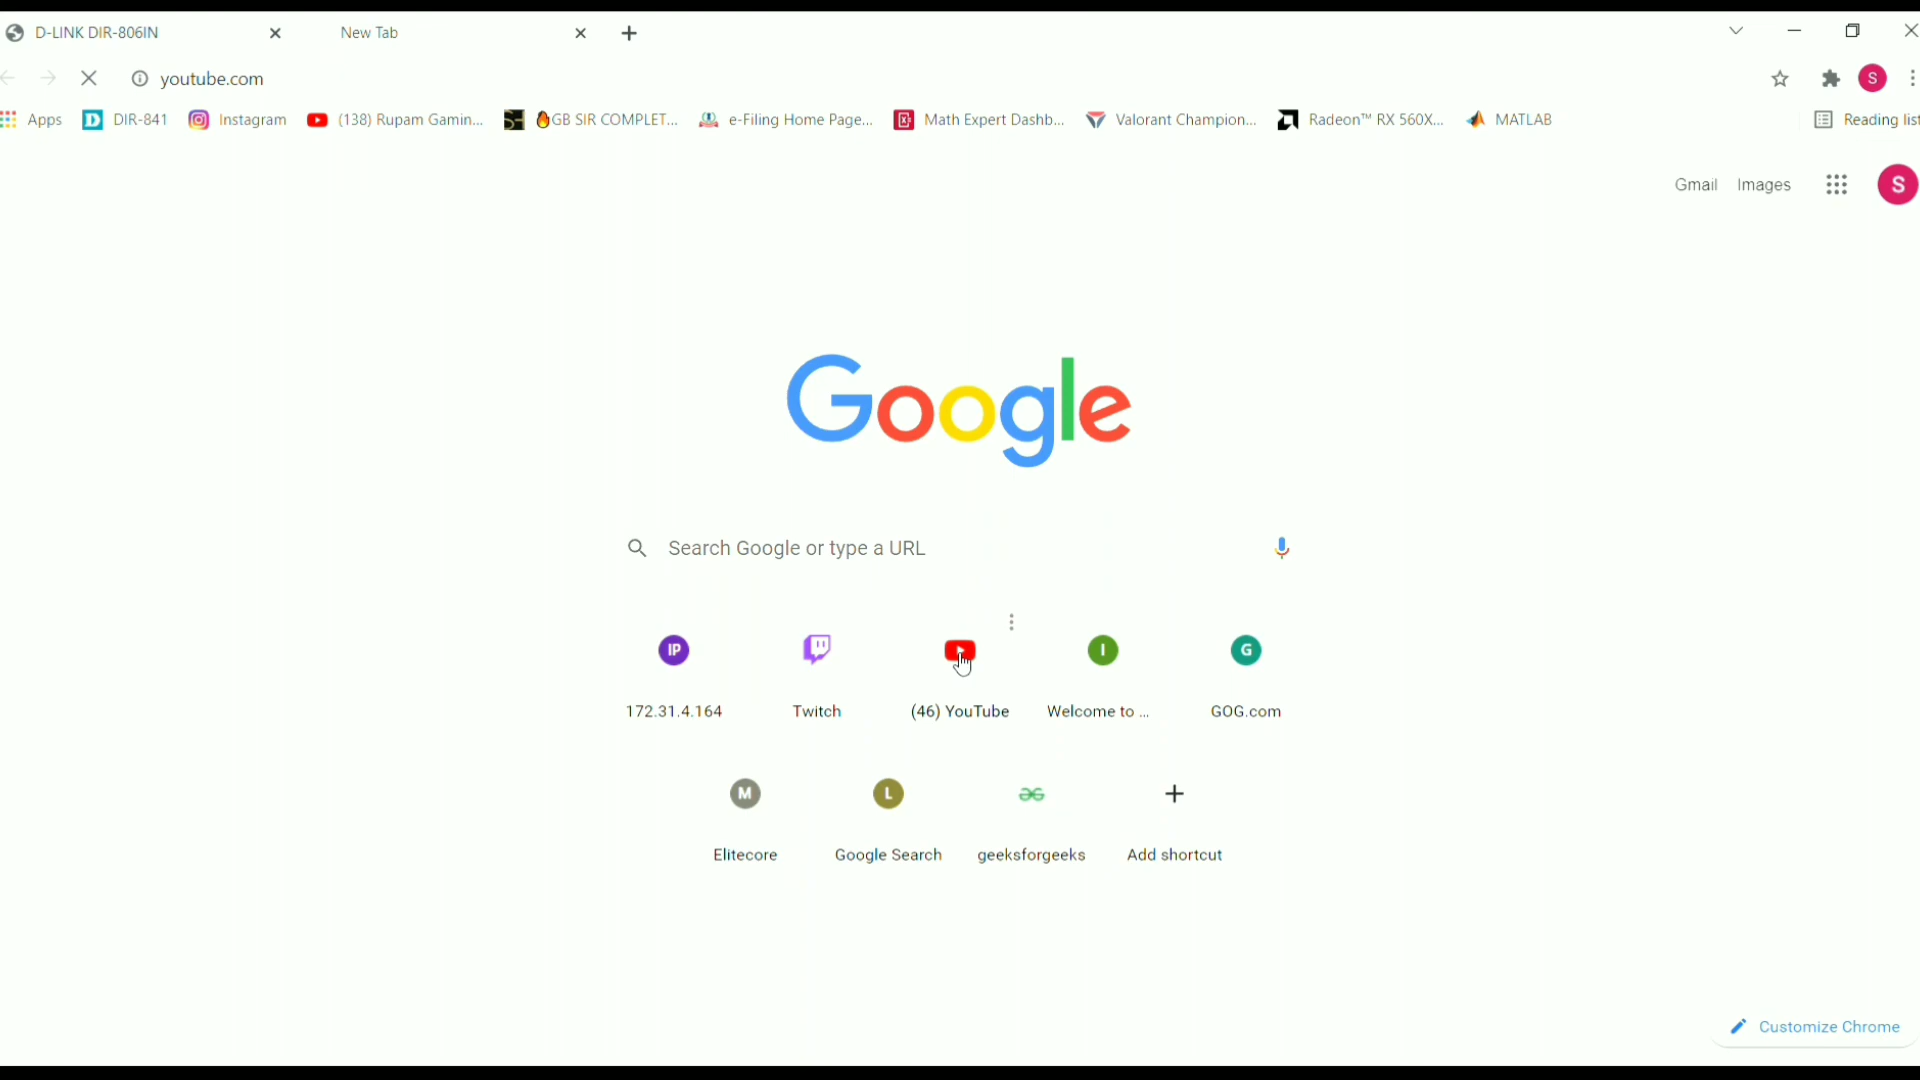 D-LINK DIR-806IN New Tab
youtube.com S
Apps DIR-841 Instagram (138) Rupam Gamin... GB SIR COMPLET... e-Filing Home Page... Math Expert Dashb... Valorant Champion... Radeon™ RX 560X... MATLAB Reading list
Gmail Images S
Google
Search Google or type a URL
IP I G
172.31.4.164 Twitch (46) YouTube Welcome to ... GOG.com
M L
Elitecore Google Search geeksforgeeks Add shortcut
Customize Chrome